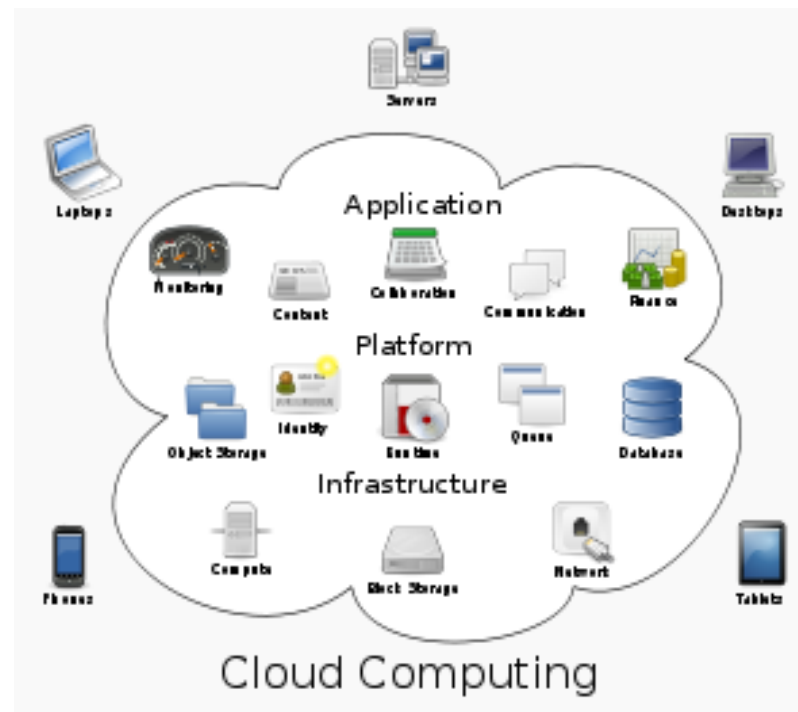 Servers
Laptops
Desktops
Application
Monitoring
Content
Collaboration
Communication
Finance
Platform
Object Storage
Identity
Runtime
Queue
Database
Infrastructure
Compute
Block Storage
Network
Phones
Tablets
Cloud Computing